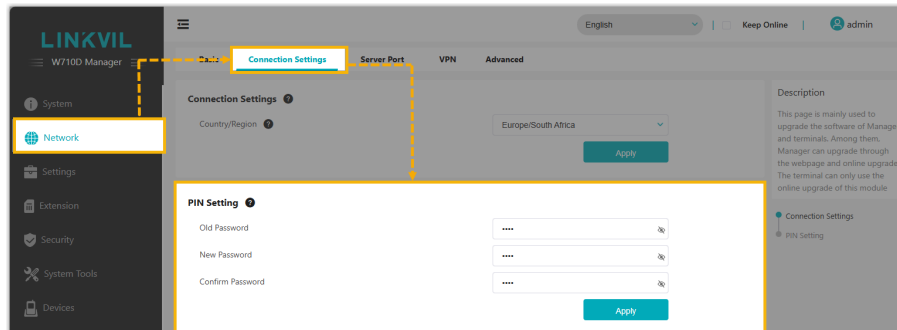 LINKVIL
W710D Manager
English
Keep Online
admin
Basic
Connection Settings
Server Port
VPN
Advanced
System
Network
Settings
Extension
Security
System Tools
Devices
Connection Settings
Country/Region
Europe/South Africa
Apply
PIN Setting
Old Password
••••
New Password
••••
Confirm Password
••••
Apply
Description
This page is mainly used to
upgrade the software of Manager
and terminals. Among them,
Manager can upgrade through
the webpage and online upgrade
The terminal can only use the
online upgrade of this module
Connection Settings
PIN Setting